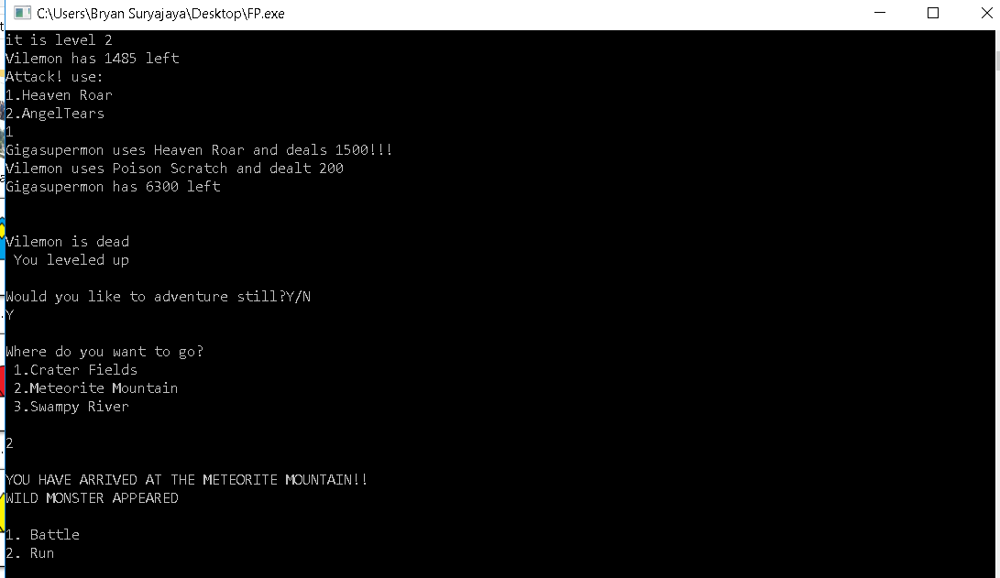 C:\Users\Bryan Suryajaya\Desktop\FP.exe
it is level 2
Vilemon has 1485 left
Attack! use:
1.Heaven Roar
2.AngelTears
1
Gigasupermon uses Heaven Roar and deals 1500!!!
Vilemon uses Poison Scratch and dealt 200
Gigasupermon has 6300 left
Vilemon is dead
You leveled up
Would you like to adventure still?Y/N
Y
Where do you want to go?
1.Crater Fields
2.Meteorite Mountain
3.Swampy River
2
YOU HAVE ARRIVED AT THE METEORITE MOUNTAIN!!
WILD MONSTER APPEARED
1. Battle
2. Run